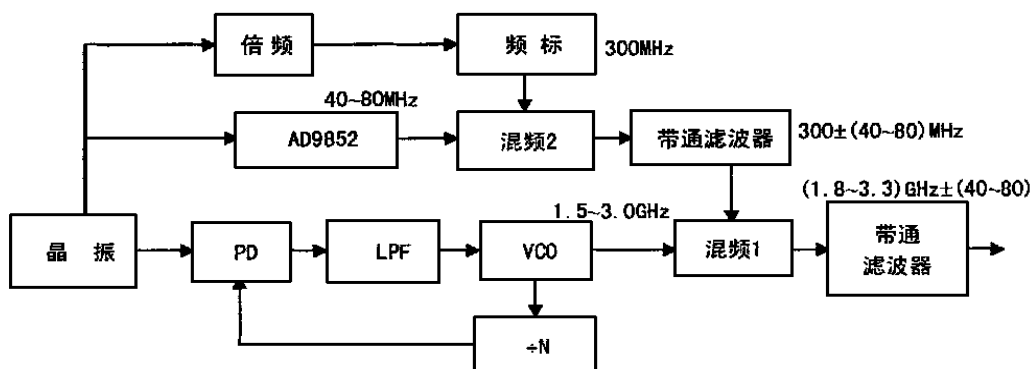 倍 频
频 标
300MHz
40~80MHz
AD9852
混频2
带通滤波器
300±(40~80)MHz
(1.8~3.3)GHz±(40~80)
1.5~3.0GHz
晶 振
PD
LPF
VCO
混频1
带通
滤波器
÷N